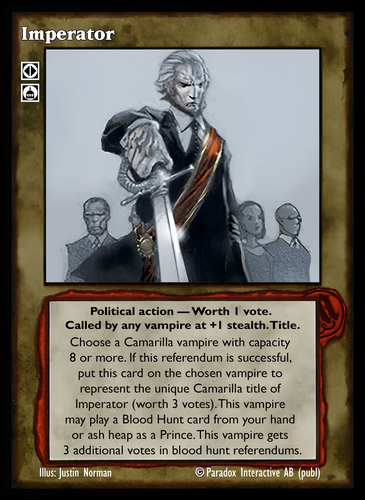 Imperator
Political action — Worth 1 vote.
Called by any vampire at +1 stealth. Title.
Choose a Camarilla vampire with capacity
8 or more. If this referendum is successful,
put this card on the chosen vampire to
represent the unique Camarilla title of
Imperator (worth 3 votes). This vampire
may play a Blood Hunt card from your hand
or ash heap as a Prince. This vampire gets
3 additional votes in blood hunt referendums.
Illus: Justin Norman
© Paradox Interactive AB (publ)